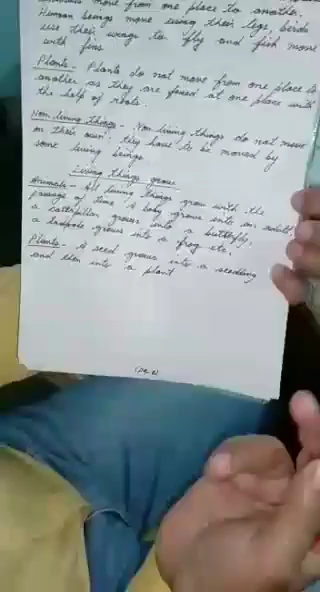 move from one place to another.
Human beings move using their legs birds
use their wings to fly and fish move
with fins.
Plants - Plants do not move from one place to
another as they are fixed at one place with
the help of roots.
Non living things - Non living things do not move
on their own. They have to be moved by
some living beings.
Living things grow
Animals - All living things grow with the
passage of time. A baby grows into an adult,
a caterpillar grows into a butterfly,
a tadpole grows into a frog etc.
Plants - A seed grows into a seedling
and then into a plant